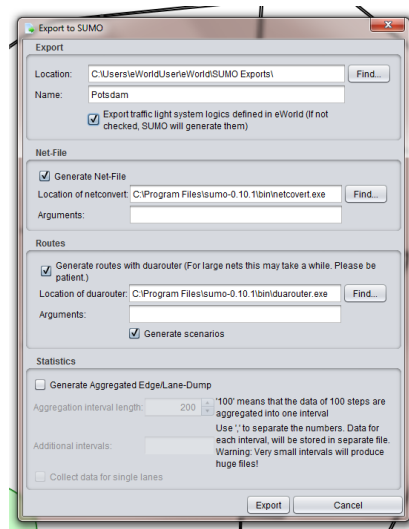 Export to SUMO
Export
Location: C:\Users\eWorldUser\eWorld\SUMO Exports\ Find...
Name: Potsdam
Export traffic light system logics defined in eWorld (If not
checked, SUMO will generate them)
Net-File
Generate Net-File
Location of netconvert: C:\Program Files\sumo-0.10.1\bin\netcovert.exe Find...
Arguments:
Routes
Generate routes with duarouter (For large nets this may take a while. Please be
patient.)
Location of duarouter: C:\Program Files\sumo-0.10.1\bin\duarouter.exe Find...
Arguments:
Generate scenarios
Statistics
Generate Aggregated Edge/Lane-Dump
Aggregation interval length: 200 '100' means that the data of 100 steps are
aggregated into one interval
Use ',' to separate the numbers. Data for
Additional intervals: each interval, will be stored in separate file.
Warning: Very small intervals will produce
huge files!
Collect data for single lanes
Export Cancel